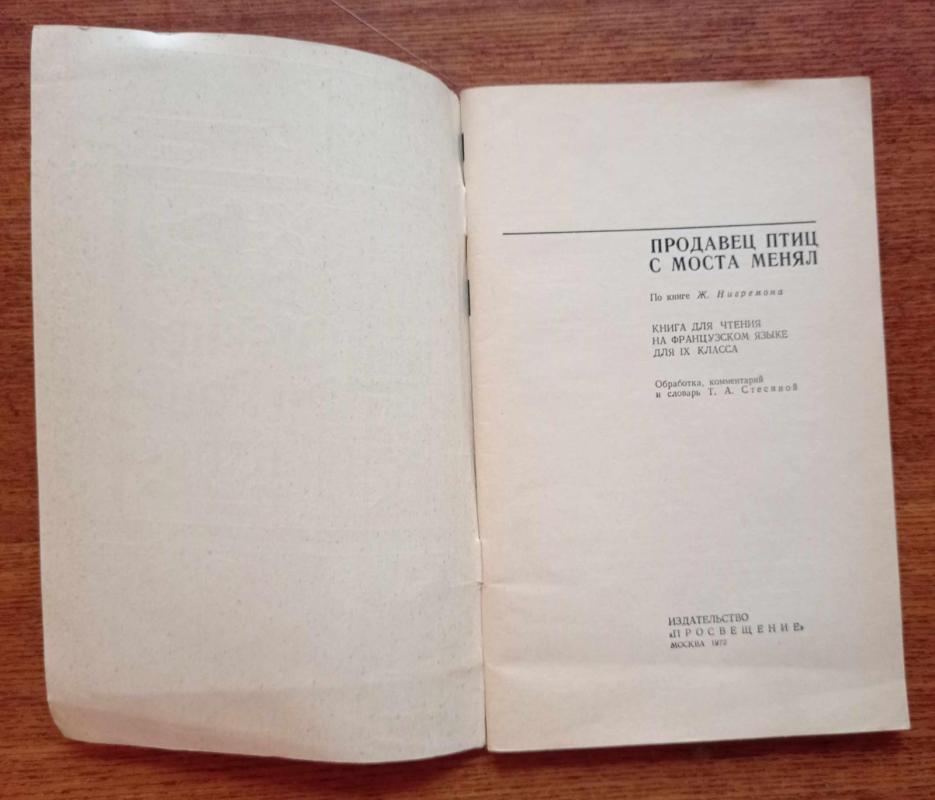 ПРОДАВЕЦ ПТИЦ
С МОСТА МЕНЯЛ
По книге Ж. Нигремона
КНИГА ДЛЯ ЧТЕНИЯ
НА ФРАНЦУЗСКОМ ЯЗЫКЕ
ДЛЯ IX КЛАССА
Обработка, комментарий
и словарь Т. А. Стесиной
ИЗДАТЕЛЬСТВО
«ПРОСВЕЩЕНИЕ»
МОСКВА 1972